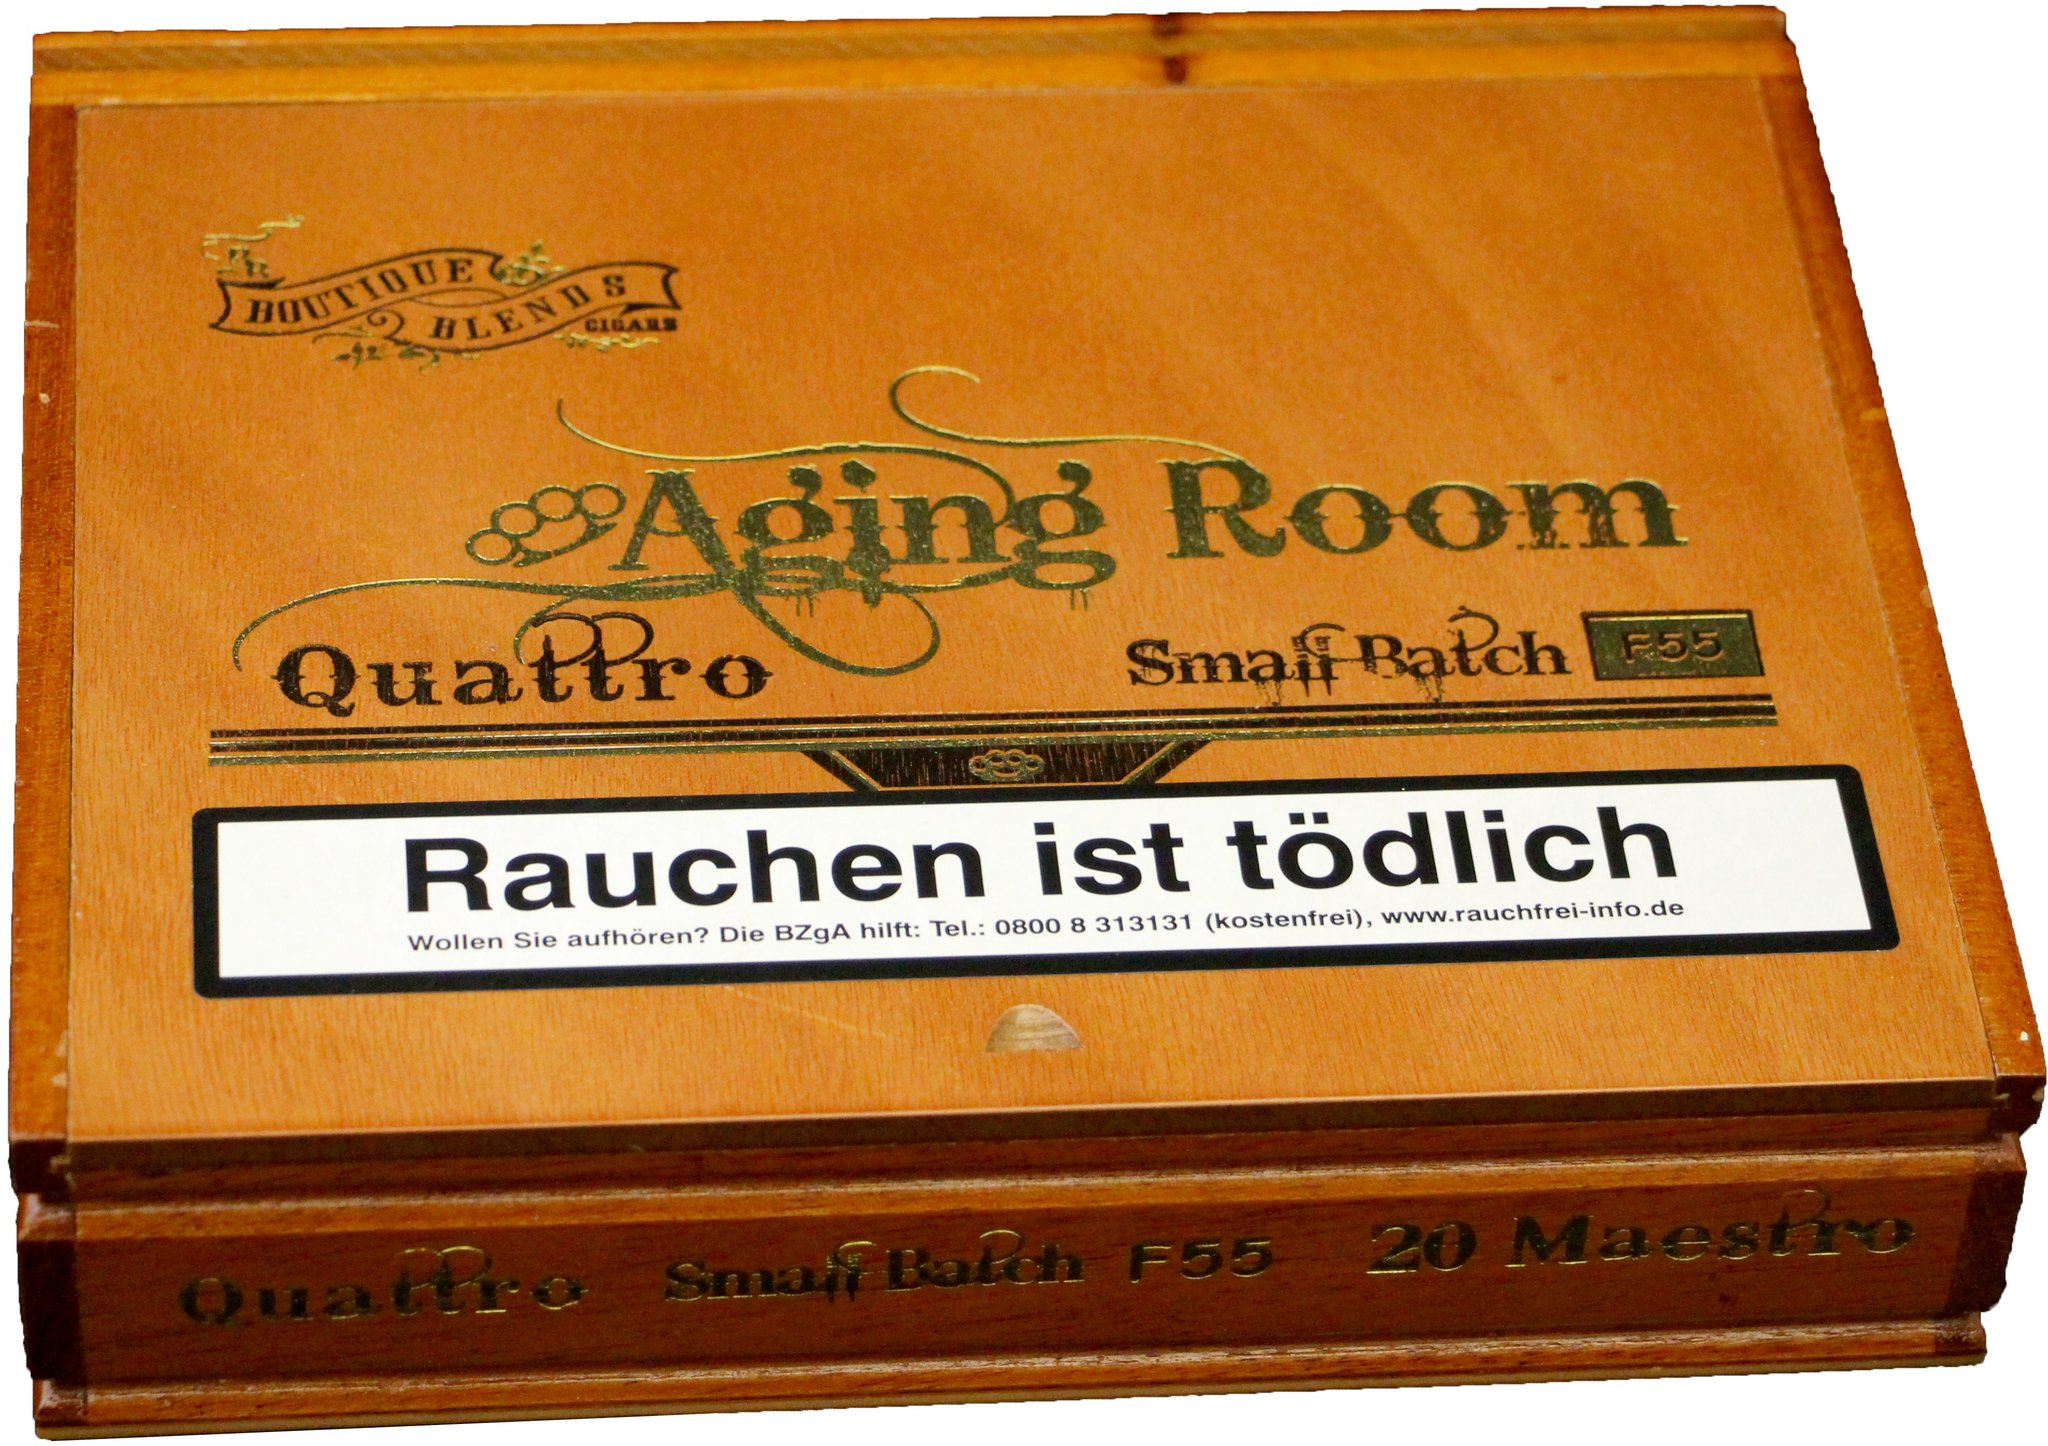 BB
BOUTIQUE
BLENDS
CIGARS
Aging Room
Quattro
Small Batch F55
Rauchen ist tödlich
Wollen Sie aufhören? Die BZgA hilft: Tel.: 0800 8 313131 (kostenfrei), www.rauchfrei-info.de
Quattro Small Batch F55 20 Maestro